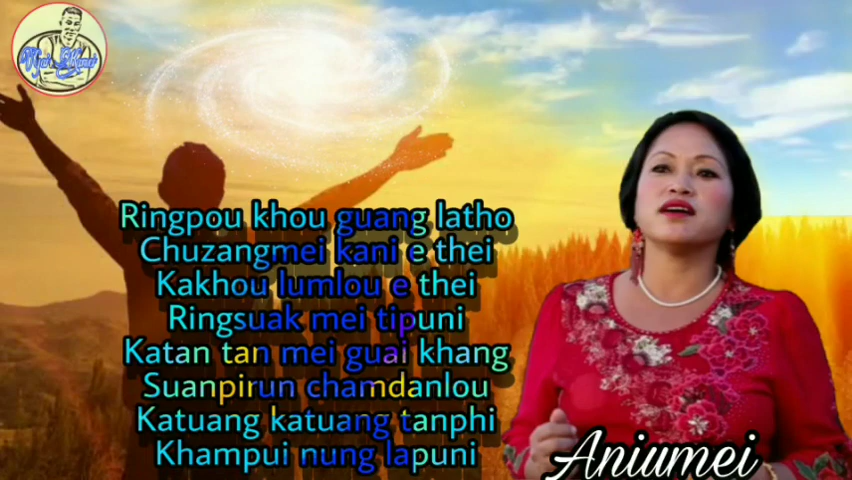 Ringpou khou guang latho
Chuzangmei kani e thei
Kakhou lumlou e thei
Ringsuak mei tipuni
Katan tan mei guai khang
Suanpirun chamdanlou
Katuang katuang tanphi
Khampui nung lapuni
Aniumei